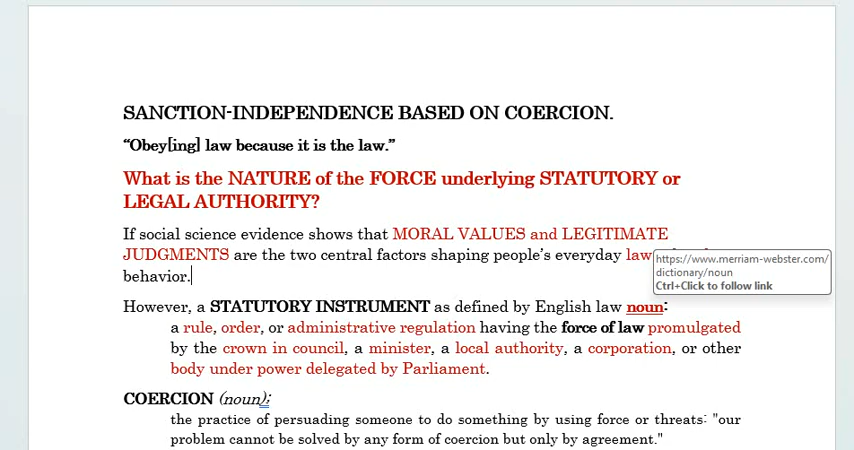 SANCTION-INDEPENDENCE BASED ON COERCION.
“Obey[ing] law because it is the law.”
What is the NATURE of the FORCE underlying STATUTORY or
LEGAL AUTHORITY?
If social science evidence shows that MORAL VALUES and LEGITIMATE
JUDGMENTS are the two central factors shaping people’s everyday law
behavior.
https://www.merriam-webster.com/
dictionary/noun
Ctrl+Click to follow link
However, a STATUTORY INSTRUMENT as defined by English law noun:
a rule, order, or administrative regulation having the force of law promulgated
by the crown in council, a minister, a local authority, a corporation, or other
body under power delegated by Parliament.
COERCION (noun);
the practice of persuading someone to do something by using force or threats: "our
problem cannot be solved by any form of coercion but only by agreement."